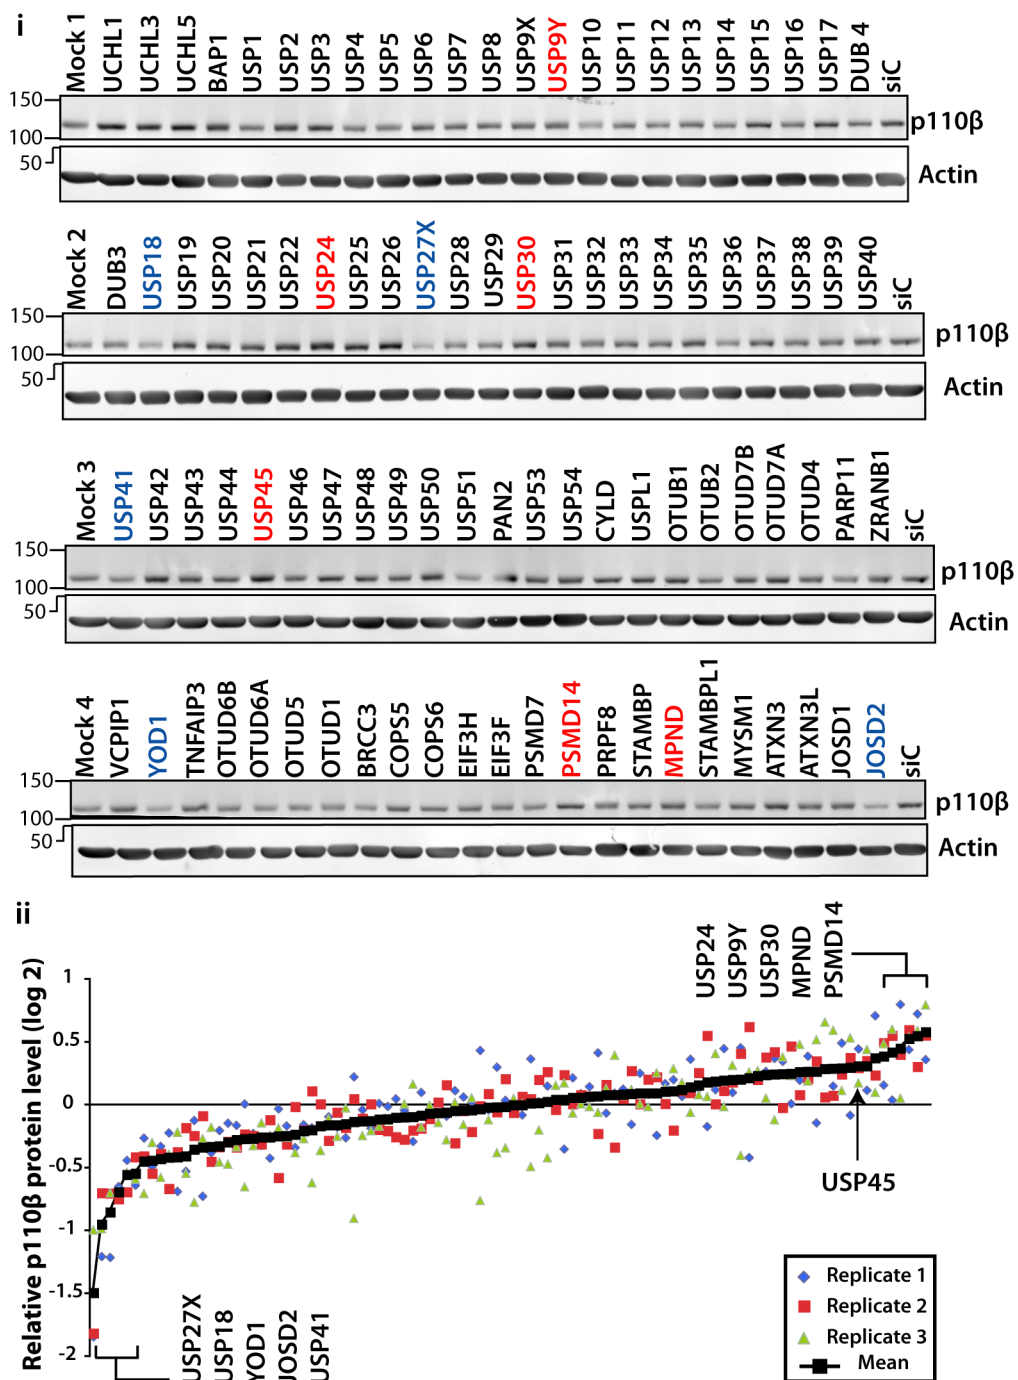 i
Mock 1 UCHL1 UCHL3 UCHL5 BAP1 USP1 USP2 USP3 USP4 USP5 USP6 USP7 USP8 USP9X USP9Y USP10 USP11 USP12 USP13 USP14 USP15 USP16 USP17 DUB 4 siC
150
100
p110β
50
Actin
Mock 2 DUB3 USP18 USP19 USP20 USP21 USP22 USP24 USP25 USP26 USP27X USP28 USP29 USP30 USP31 USP32 USP33 USP34 USP35 USP36 USP37 USP38 USP39 USP40 siC
150
100
p110β
50
Actin
Mock 3 USP41 USP42 USP43 USP44 USP45 USP46 USP47 USP48 USP49 USP50 USP51 PAN2 USP53 USP54 CYLD USPL1 OTUB1 OTUB2 OTUD7B OTUD7A OTUD4 PARP11 ZRANB1 siC
150
100
p110β
50
Actin
Mock 4 VCPIP1 YOD1 TNFAIP3 OTUD6B OTUD6A OTUD5 OTUD1 BRCC3 COPS5 COPS6 EIF3H EIF3F PSMD7 PSMD14 PRPF8 STAMBP MPND STAMBPL1 MYSM1 ATXN3 ATXN3L JOSD1 JOSD2 siC
150
100
p110β
50
Actin
ii
USP24 USP9Y USP30 MPND PSMD14
Relative p110β protein level (log 2)
1
0.5
0
-0.5
-1
-1.5
-2
USP45
USP27X USP18 YOD1 JOSD2 USP41
Replicate 1
Replicate 2
Replicate 3
Mean